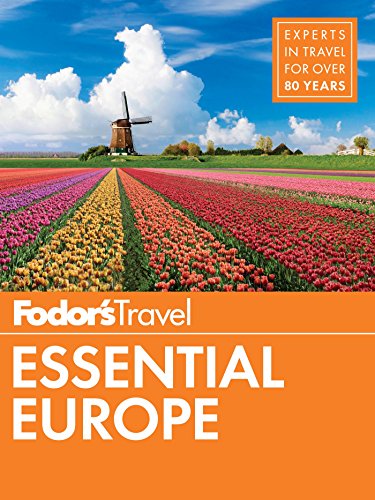 EXPERTS
IN TRAVEL
FOR OVER
80 YEARS
Fodor'sTravel
ESSENTIAL
EUROPE